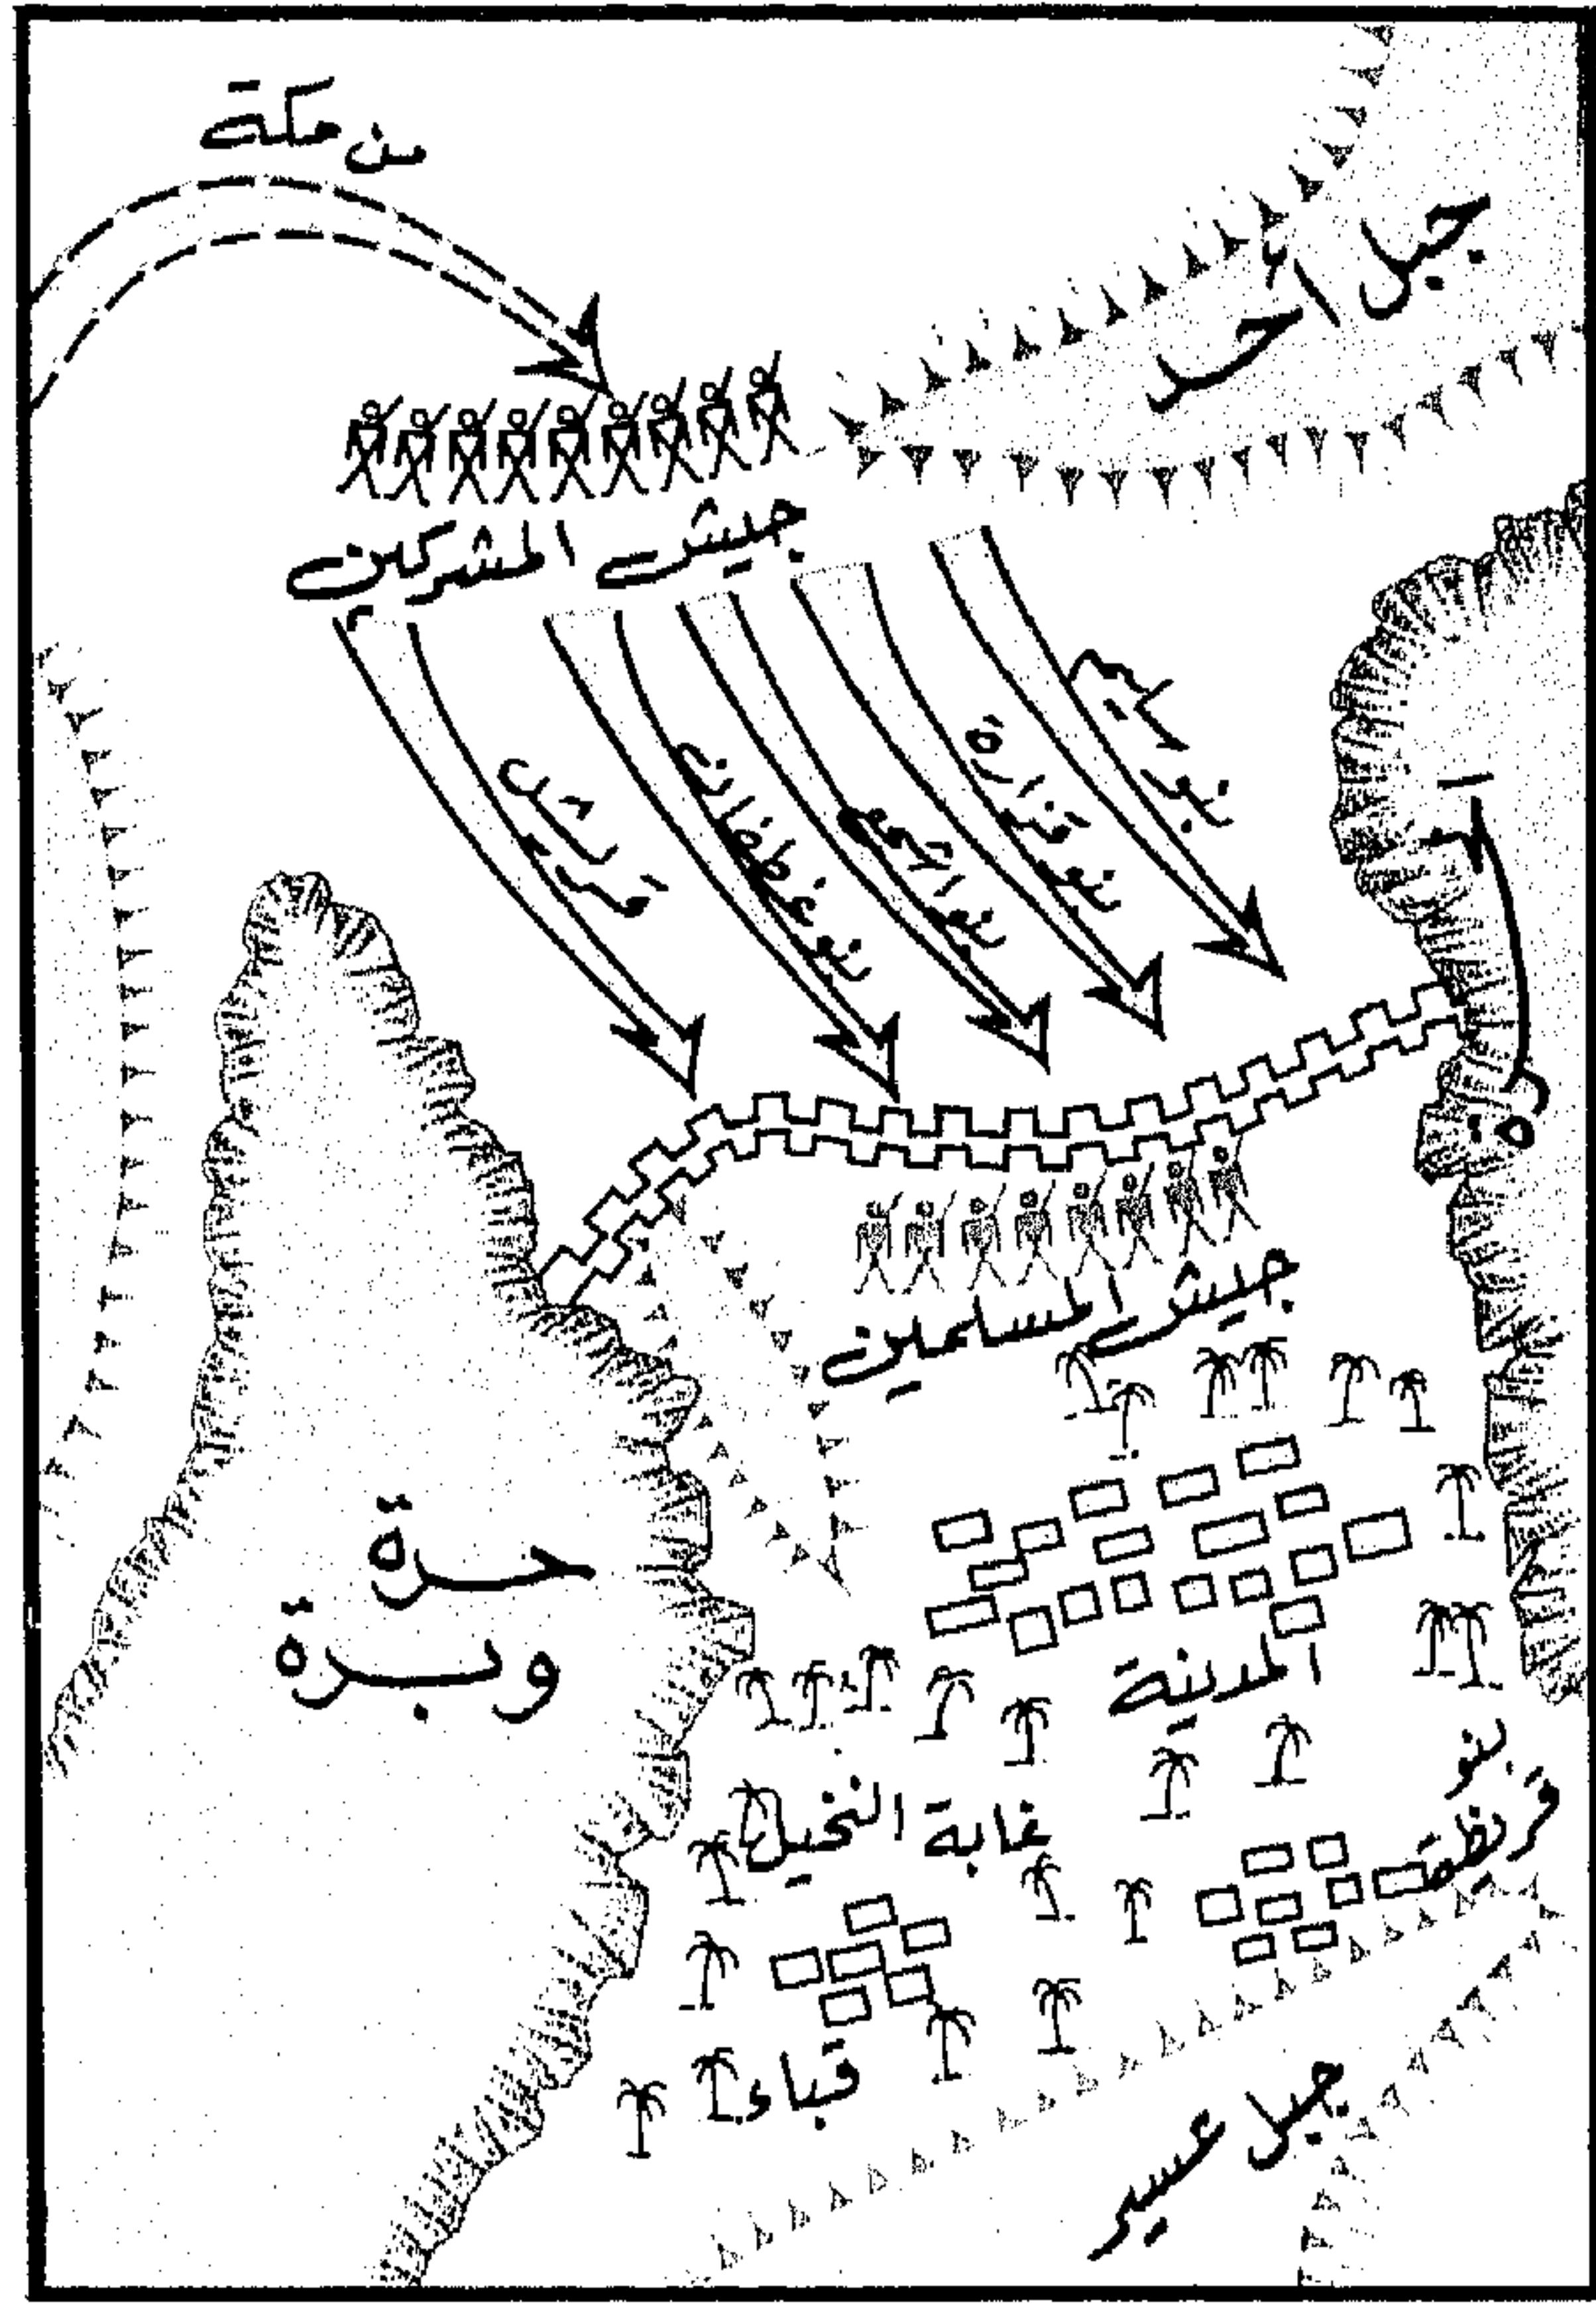 من مكة
جبل أحد
جيش المشركين
قريش
بنو غطفان
بنو أشجع
بنو فزارة
بنو
جيش المسلمين
حرة
وبرة
المدينة
بنو
قريظة
غابة النخيل
قباء
جبل عسير